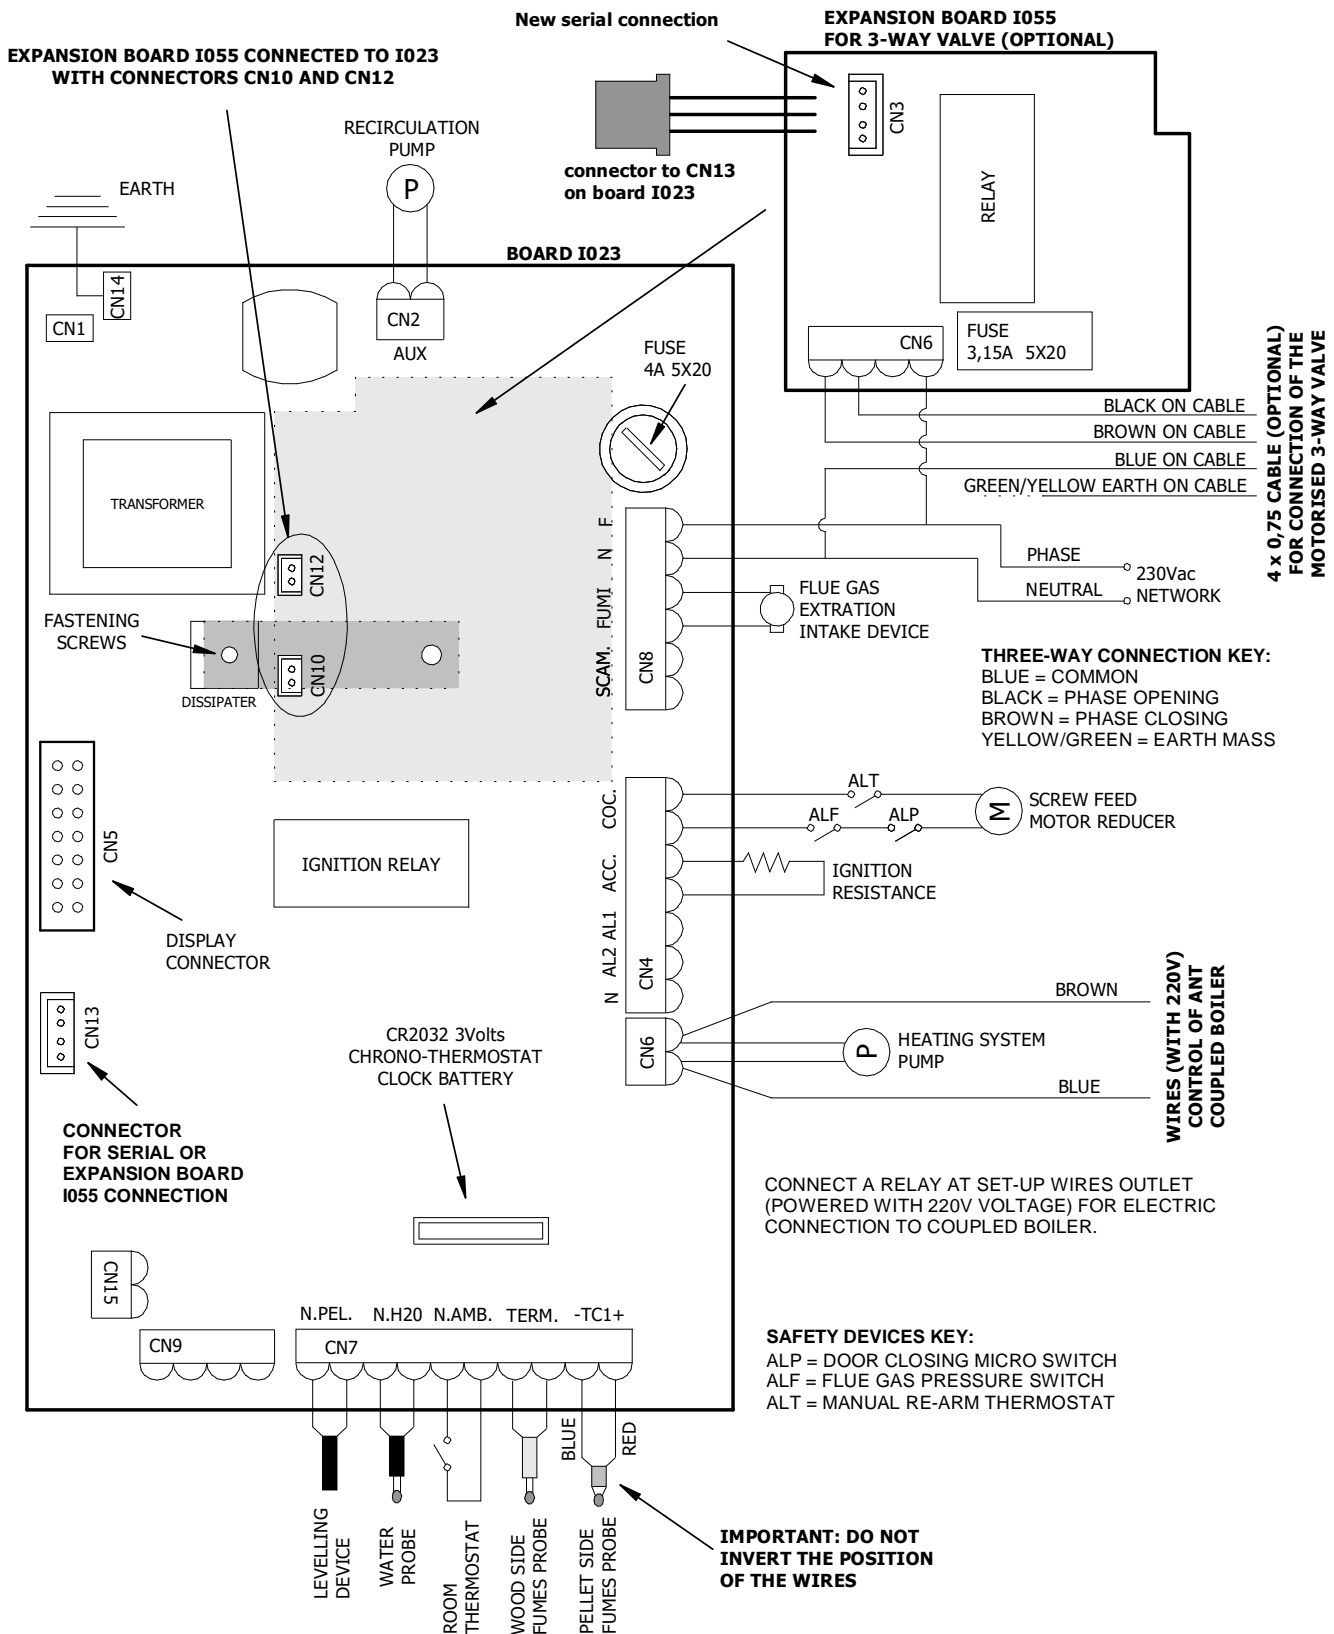 New serial connection
EXPANSION BOARD I055
FOR 3-WAY VALVE (OPTIONAL)
EXPANSION BOARD I055 CONNECTED TO I023
WITH CONNECTORS CN10 AND CN12
CN3
RELAY
connector to CN13
on board I023
RECIRCULATION
PUMP
P
EARTH
BOARD I023
CN14
CN1
CN2
AUX
FUSE
4A 5X20
CN6
FUSE
3,15A 5X20
BLACK ON CABLE
BROWN ON CABLE
BLUE ON CABLE
GREEN/YELLOW EARTH ON CABLE
4 x 0,75 CABLE (OPTIONAL)
FOR CONNECTION OF THE
MOTORISED 3-WAY VALVE
TRANSFORMER
CN12
FASTENING
SCREWS
CN10
DISSIPATER
F
N
FUMI
SCAM.
CN8
PHASE
NEUTRAL
230Vac
NETWORK
FLUE GAS
EXTRATION
INTAKE DEVICE
THREE-WAY CONNECTION KEY:
BLUE = COMMON
BLACK = PHASE OPENING
BROWN = PHASE CLOSING
YELLOW/GREEN = EARTH MASS
CN5
DISPLAY
CONNECTOR
IGNITION RELAY
COC.
ACC.
AL1
AL2
N
CN4
ALT
ALF
ALP
M
SCREW FEED
MOTOR REDUCER
IGNITION
RESISTANCE
CN13
CONNECTOR
FOR SERIAL OR
EXPANSION BOARD
I055 CONNECTION
CR2032 3Volts
CHRONO-THERMOSTAT
CLOCK BATTERY
CN6
BROWN
P
HEATING SYSTEM
PUMP
BLUE
WIRES (WITH 220V)
CONTROL OF ANT
COUPLED BOILER
CONNECT A RELAY AT SET-UP WIRES OUTLET
(POWERED WITH 220V VOLTAGE) FOR ELECTRIC
CONNECTION TO COUPLED BOILER.
CN15
CN9
N.PEL. N.H20 N.AMB. TERM. -TC1+
CN7
SAFETY DEVICES KEY:
ALP = DOOR CLOSING MICRO SWITCH
ALF = FLUE GAS PRESSURE SWITCH
ALT = MANUAL RE-ARM THERMOSTAT
BLUE
RED
LEVELLING
DEVICE
WATER
PROBE
ROOM
THERMOSTAT
WOOD SIDE
FUMES PROBE
PELLET SIDE
FUMES PROBE
IMPORTANT: DO NOT
INVERT THE POSITION
OF THE WIRES